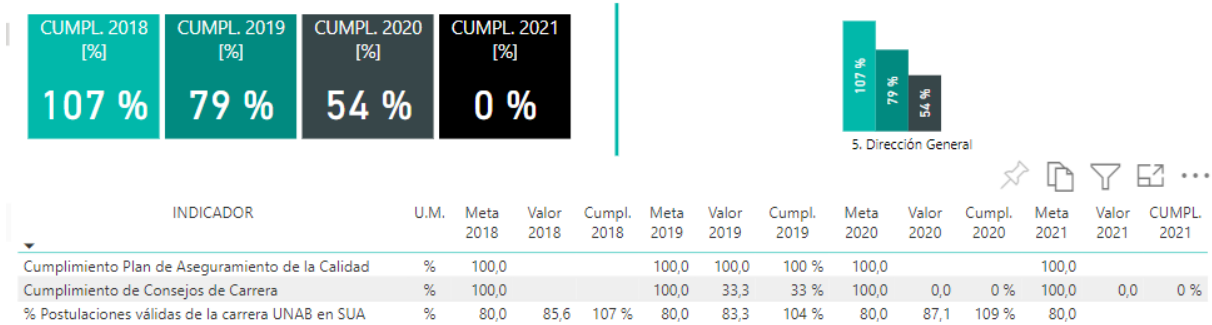 CUMPL. 2018 CUMPL. 2019 CUMPL. 2020 CUMPL. 2021
[%] [%] [%] [%]
107 % 79 % 54 % 0 %
107 % 79 % 54 %
5. Dirección General
INDICADOR U.M. Meta Valor Cumpl. Meta Valor Cumpl. Meta Valor Cumpl. Meta Valor CUMPL.
2018 2018 2018 2019 2019 2019 2020 2020 2020 2021 2021 2021
Cumplimiento Plan de Aseguramiento de la Calidad % 100,0 100,0 100,0 100 % 100,0 100,0
Cumplimiento de Consejos de Carrera % 100,0 100,0 33,3 33 % 100,0 0,0 0 % 100,0 0,0 0 %
% Postulaciones válidas de la carrera UNAB en SUA % 80,0 85,6 107 % 80,0 83,3 104 % 80,0 87,1 109 % 80,0